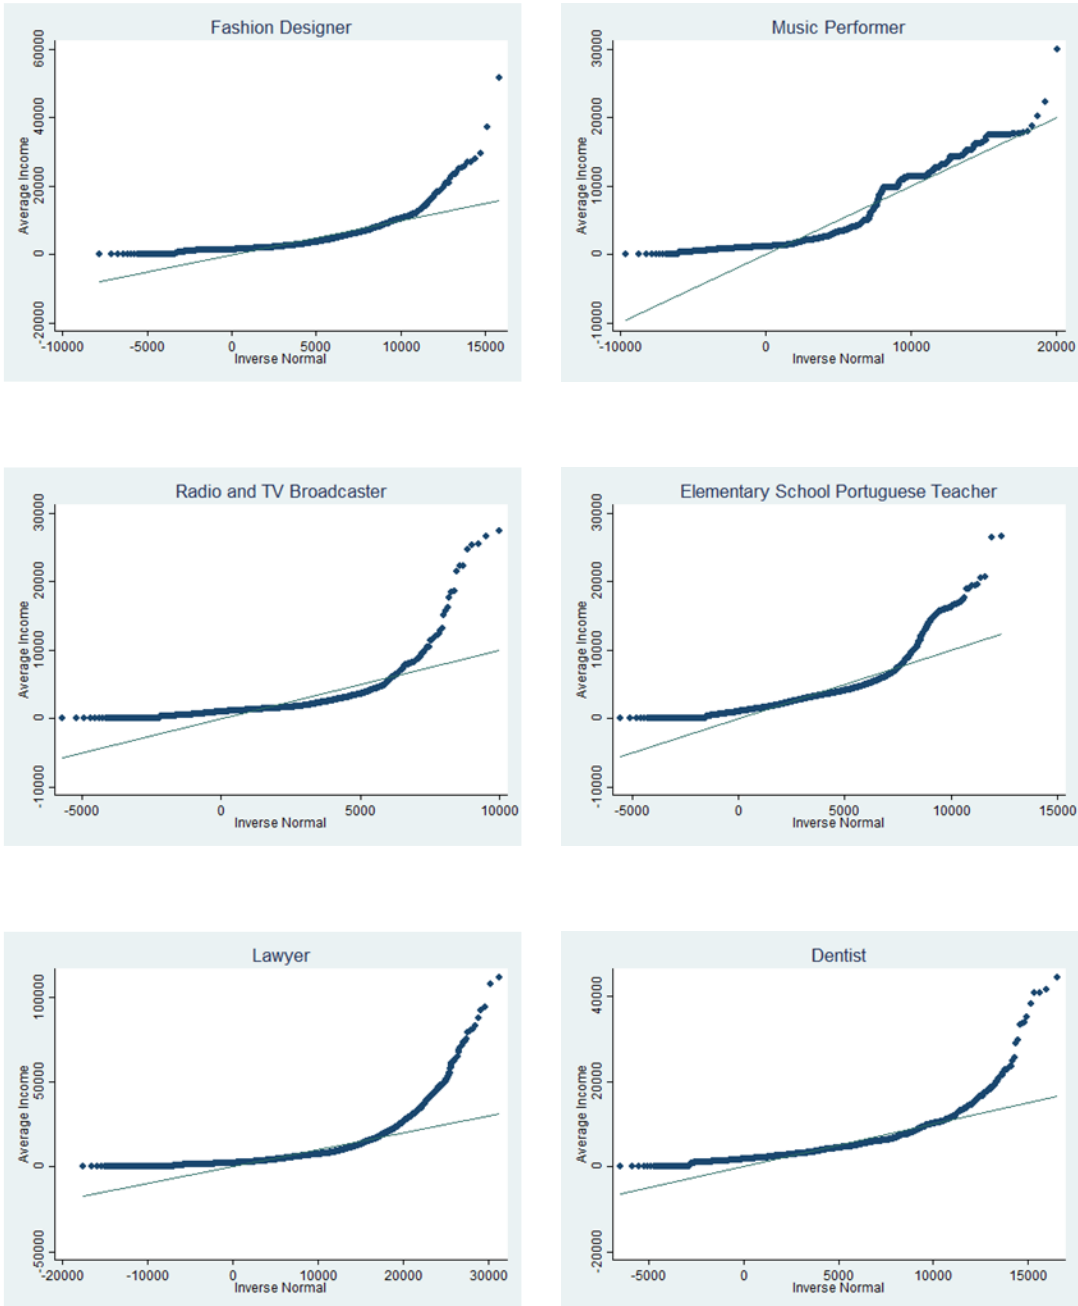 Fashion Designer
Average Income
60000
40000
20000
0
-20000
-10000 -5000 0 5000 10000 15000
Inverse Normal
Music Performer
Average Income
30000
20000
10000
0
-10000
-10000 0 10000 20000
Inverse Normal
Radio and TV Broadcaster
Average Income
30000
20000
10000
0
-10000
-5000 0 5000 10000
Inverse Normal
Elementary School Portuguese Teacher
Average Income
30000
20000
10000
0
-10000
-5000 0 5000 10000 15000
Inverse Normal
Lawyer
Average Income
100000
50000
0
-50000
-20000 -10000 0 10000 20000 30000
Inverse Normal
Dentist
Average Income
40000
20000
0
-20000
-5000 0 5000 10000 15000
Inverse Normal